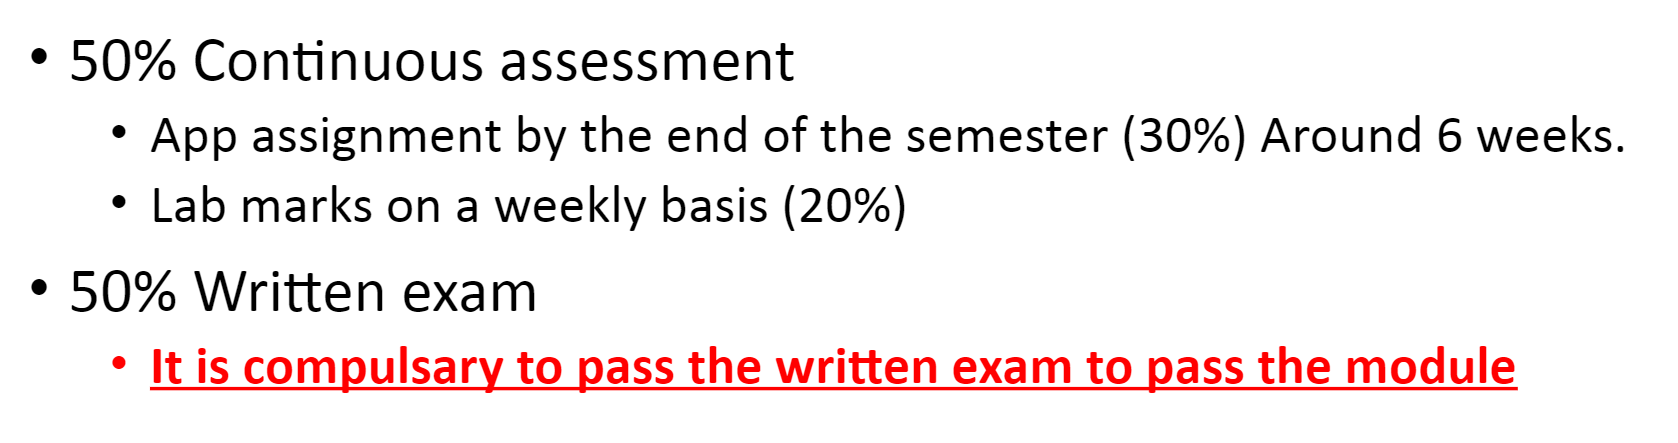 • 50% Continuous assessment
• App assignment by the end of the semester (30%) Around 6 weeks.
• Lab marks on a weekly basis (20%)
• 50% Written exam
• It is compulsary to pass the written exam to pass the module